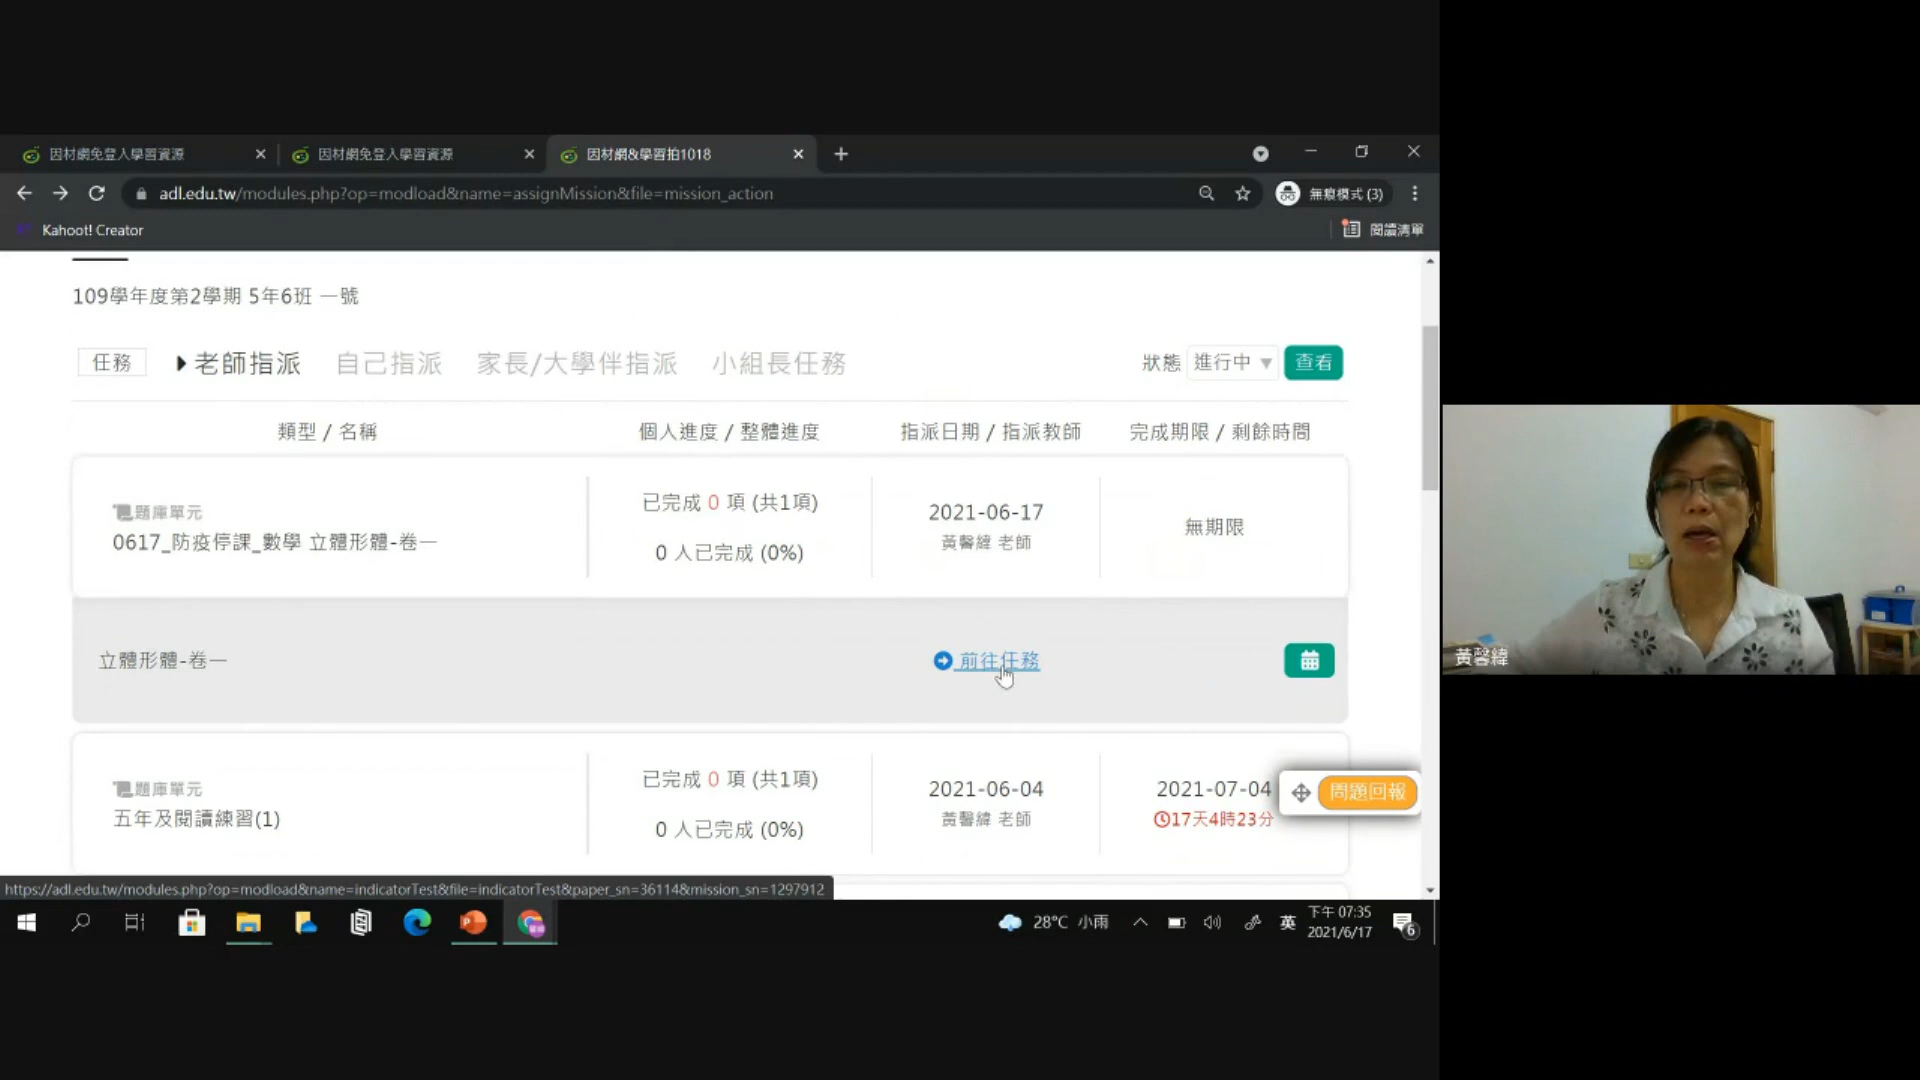 因材網免登入學習資源
因材網免登入學習資源
因材網&學習拍1018
adl.edu.tw/modules.php?op=modload&name=assignMission&file=mission_action
無痕模式 (3)
Kahoot! Creator
閱讀清單
109學年度第2學期 5年6班 一號
任務
老師指派
自己指派
家長/大學伴指派
小組長任務
狀態
進行中
查看
類型 / 名稱
個人進度 / 整體進度
指派日期 / 指派教師
完成期限 / 剩餘時間
題庫單元
0617_防疫停課_數學 立體形體-卷一
已完成 0 項 (共1項)
0 人已完成 (0%)
2021-06-17
黃馨緯 老師
無期限
立體形體-卷一
前往任務
題庫單元
五年及閱讀練習(1)
已完成 0 項 (共1項)
0 人已完成 (0%)
2021-06-04
黃馨緯 老師
2021-07-04
17天4時23分
問題回報
https://adl.edu.tw/modules.php?op=modload&name=indicatorTest&file=indicatorTest&paper_sn=36114&mission_sn=1297912
28°C 小雨
英
下午 07:35
2021/6/17
6
黃馨緯